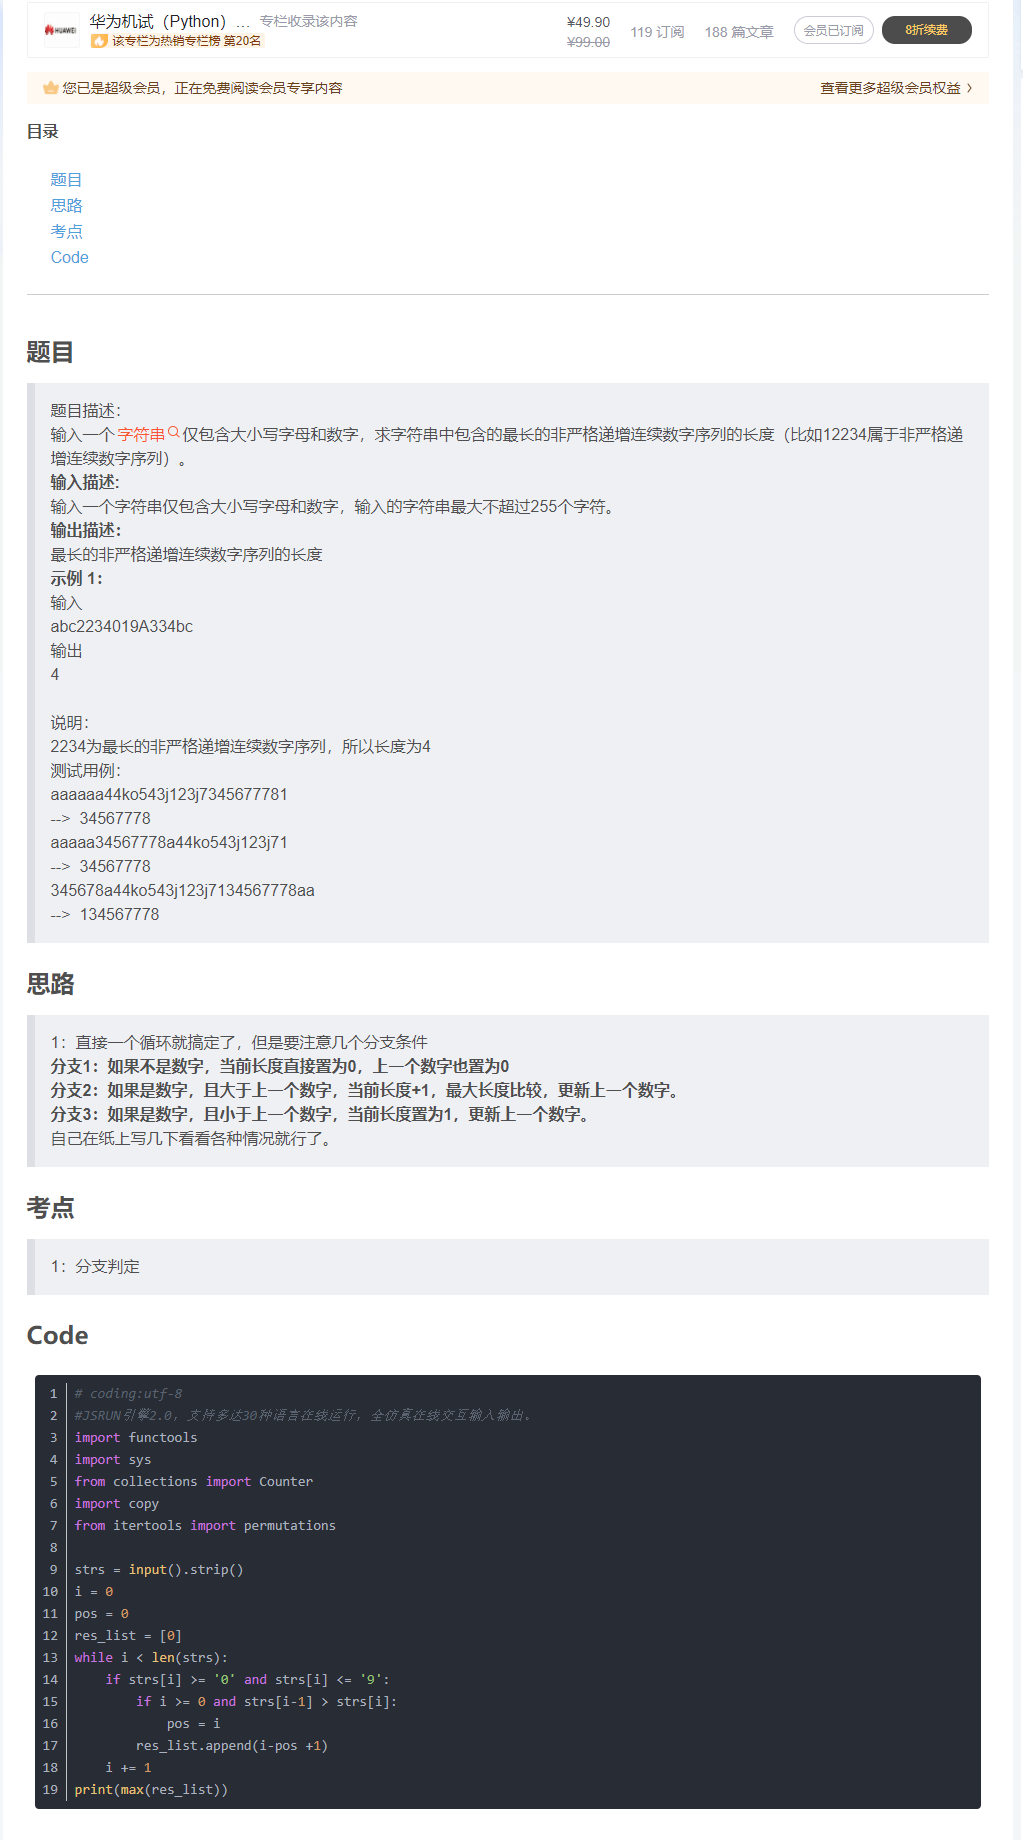 HUAWEI
华为机试（Python）... 专栏收录该内容
该专栏为热销专栏榜 第20名
¥49.90
¥99.00
119 订阅
188 篇文章
会员已订阅
8折续费
您已是超级会员，正在免费阅读会员专享内容
查看更多超级会员权益
目录
题目
思路
考点
Code
题目
题目描述：
输入一个字符串仅包含大小写字母和数字，求字符串中包含的最长的非严格递增连续数字序列的长度（比如12234属于非严格递
增连续数字序列）。
输入描述：
输入一个字符串仅包含大小写字母和数字，输入的字符串最大不超过255个字符。
输出描述：
最长的非严格递增连续数字序列的长度
示例 1：
输入
abc2234019A334bc
输出
4
说明：
2234为最长的非严格递增连续数字序列，所以长度为4
测试用例：
aaaaaa44ko543j123j7345677781
--> 34567778
aaaaa34567778a44ko543j123j71
--> 34567778
345678a44ko543j123j7134567778aa
--> 134567778
思路
1：直接一个循环就搞定了，但是要注意几个分支条件
分支1：如果不是数字，当前长度直接置为0，上一个数字也置为0
分支2：如果是数字，且大于上一个数字，当前长度+1，最大长度比较，更新上一个数字。
分支3：如果是数字，且小于上一个数字，当前长度置为1，更新上一个数字。
自己在纸上写几下看看各种情况就行了。
考点
1：分支判定
Code
1 # coding:utf-8
2 #JSRUN引擎2.0，支持多达30种语言在线运行，全仿真在线交互输入输出。
3 import functools
4 import sys
5 from collections import Counter
6 import copy
7 from itertools import permutations
8
9 strs = input().strip()
10 i = 0
11 pos = 0
12 res_list = [0]
13 while i < len(strs):
14     if strs[i] >= '0' and strs[i] <= '9':
15         if i >= 0 and strs[i-1] > strs[i]:
16             pos = i
17         res_list.append(i-pos +1)
18     i += 1
19 print(max(res_list))